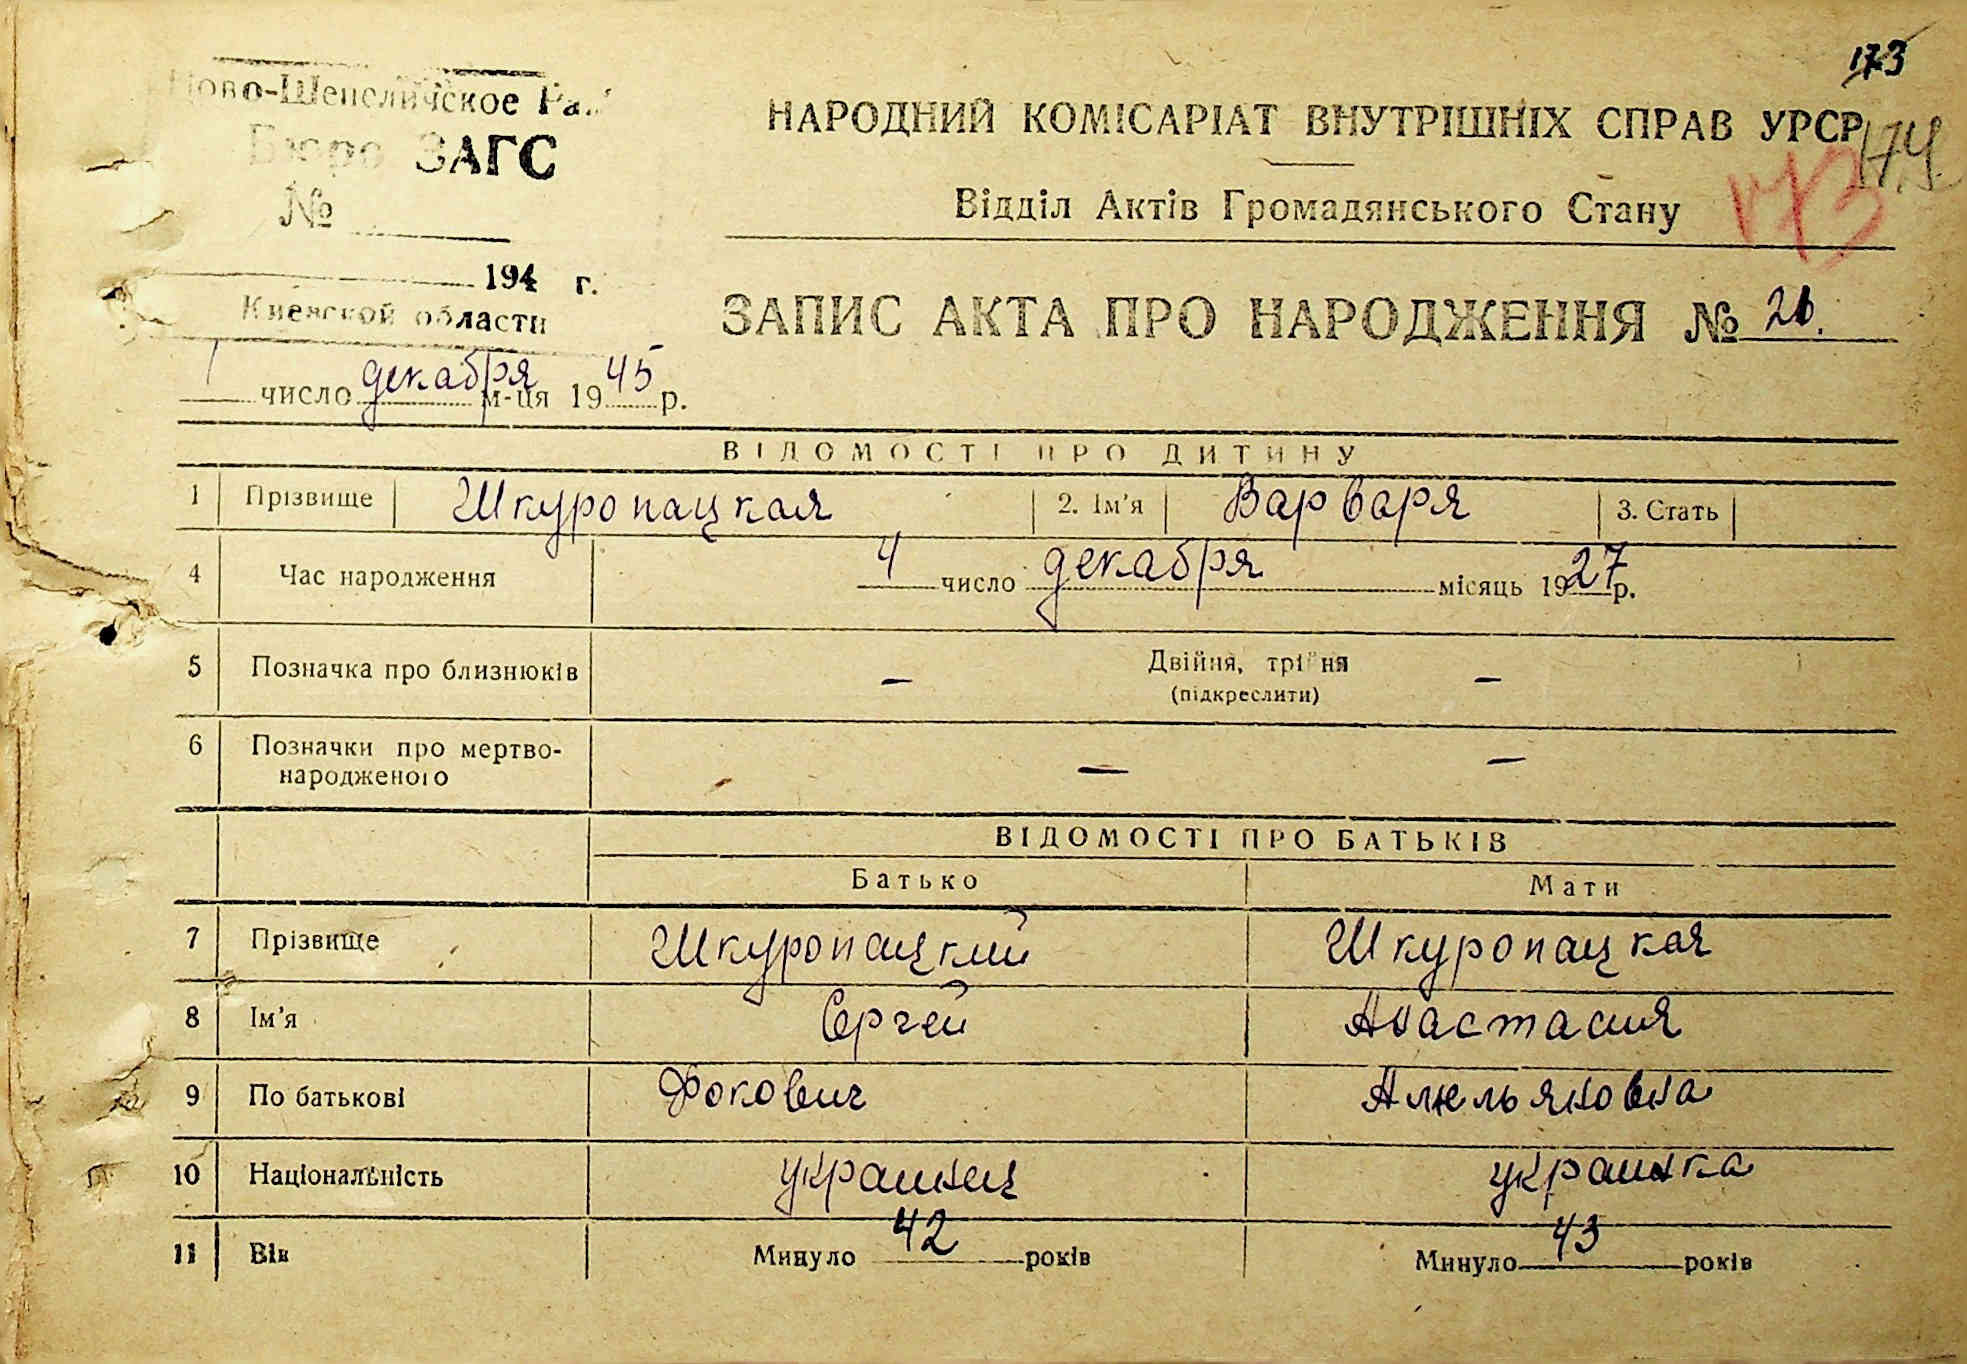 173
Ново-Шепеличское Рай
НАРОДНИЙ КОМІСАРІАТ ВНУТРІШНІХ СПРАВ УРСР
174
Бюро ЗАГС
173
№
Відділ Актів Громадянського Стану
194 г.
Киевской области
ЗАПИС АКТА ПРО НАРОДЖЕННЯ № 26.
1 число декабря м-ця 1945 р.
ВІДОМОСТІ ПРО ДИТИНУ
1 Прізвище Шкуропацкая 2. Ім'я Варваря 3. Стать
4 Час народження 4 число декабря місяць 1927 р.
5 Позначка про близнюків — Двійня, трійня —
(підкреслити)
6 Позначки про мертво-
народженого — —
ВІДОМОСТІ ПРО БАТЬКІВ
Батько Мати
7 Прізвище Шкуропацкий Шкуропацкая
8 Ім'я Сергей Анастасия
9 По батькові Фокович
10 Національність украинец украинка
11 Вік Минуло 42 років Минуло 43 років